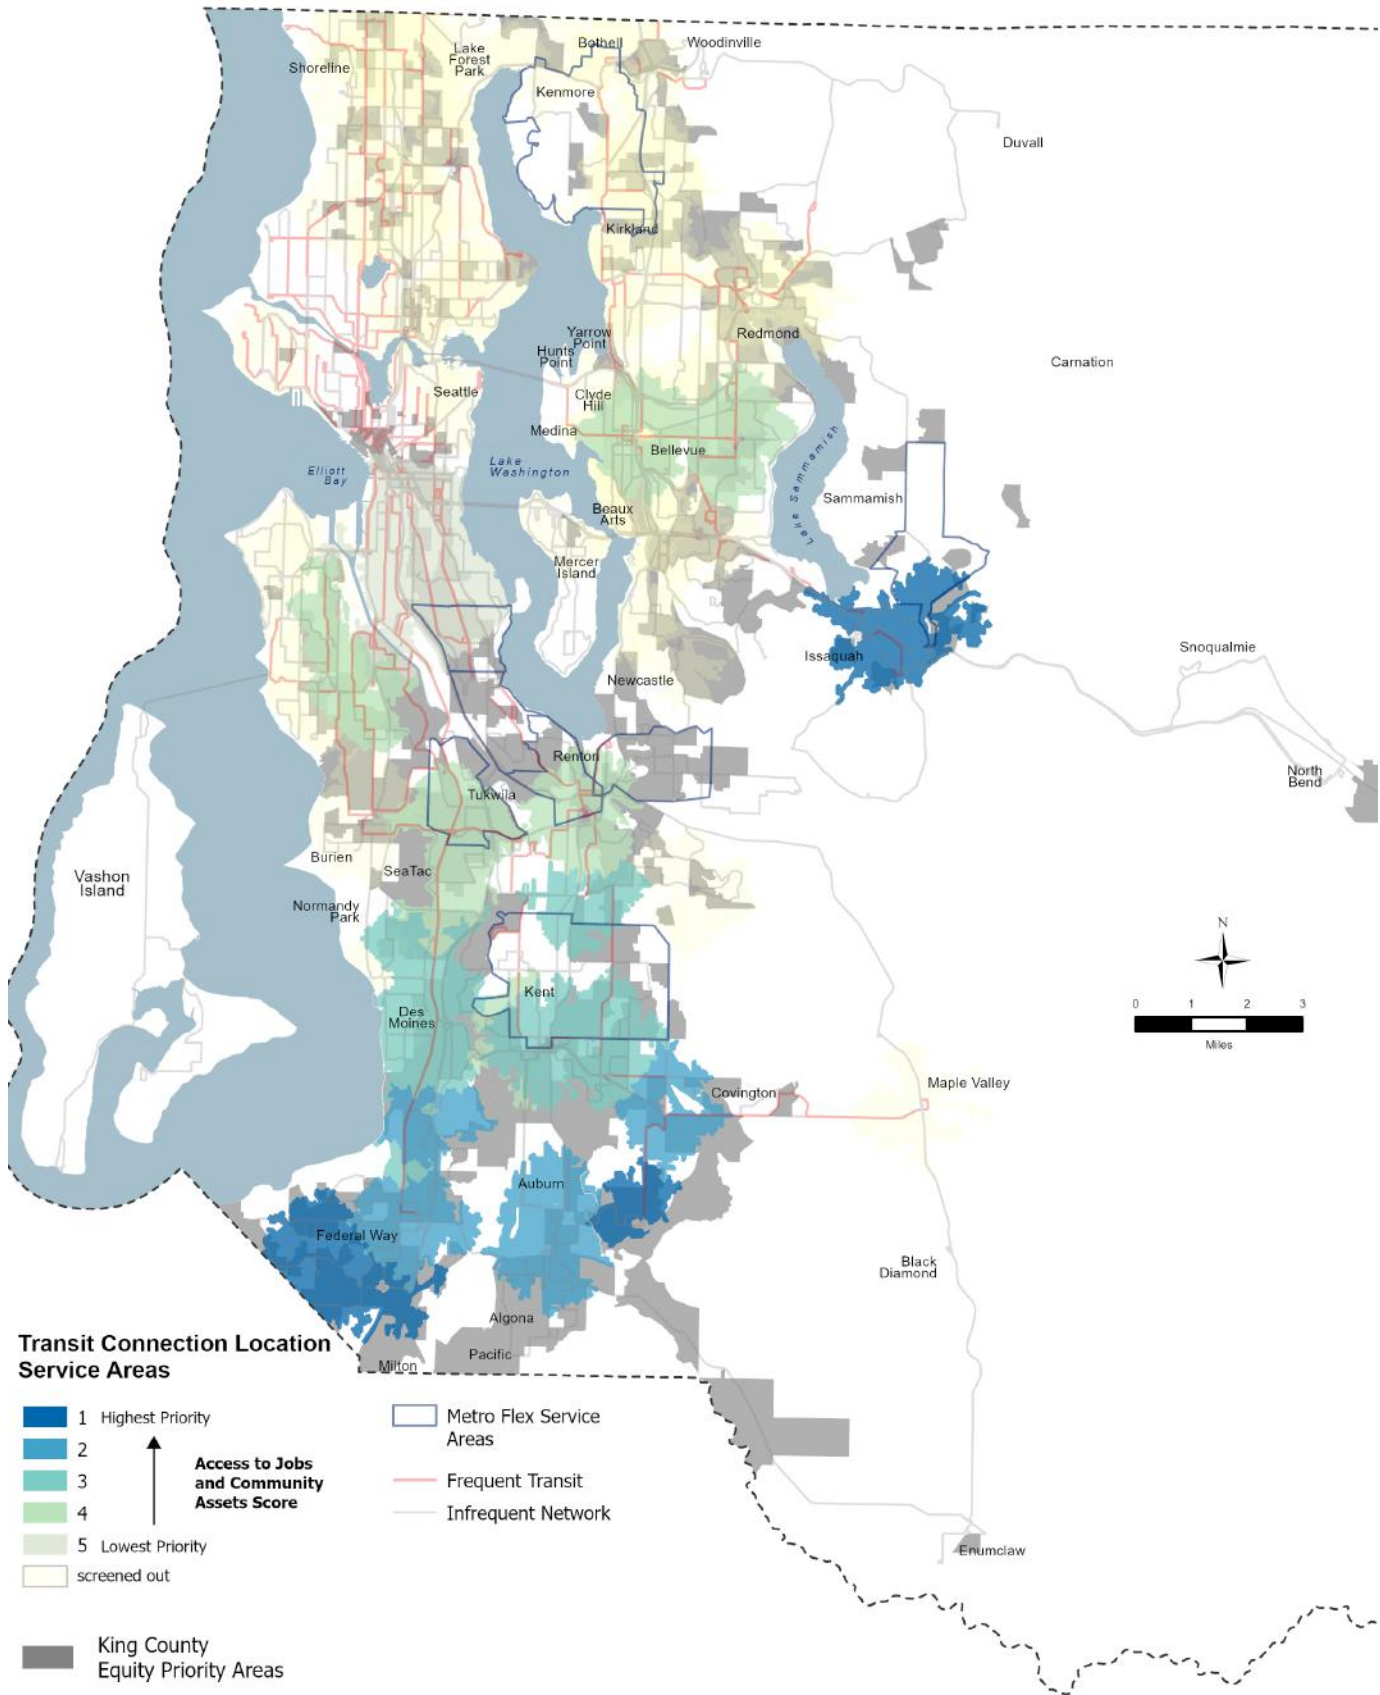 Bothell
Woodinville
Lake
Forest
Park
Shoreline
Kenmore
Duvall
Kirkland
Yarrow
Point
Hunts
Point
Redmond
Carnation
Seattle
Clyde
Hill
Medina
Bellevue
Elliott
Bay
Lake
Washington
Lake Sammamish
Sammamish
Beaux
Arts
Mercer
Island
Issaquah
Snoqualmie
Newcastle
Renton
North
Bend
Tukwila
Burien
SeaTac
Vashon
Island
Normandy
Park
N
Kent
0 1 2 3
Miles
Des
Moines
Maple Valley
Covington
Auburn
Federal Way
Black
Diamond
Algona
Pacific
Milton
Enumclaw
Transit Connection Location
Service Areas
1 Highest Priority
2
3
4
5 Lowest Priority
screened out
Access to Jobs
and Community
Assets Score
King County
Equity Priority Areas
Metro Flex Service
Areas
Frequent Transit
Infrequent Network